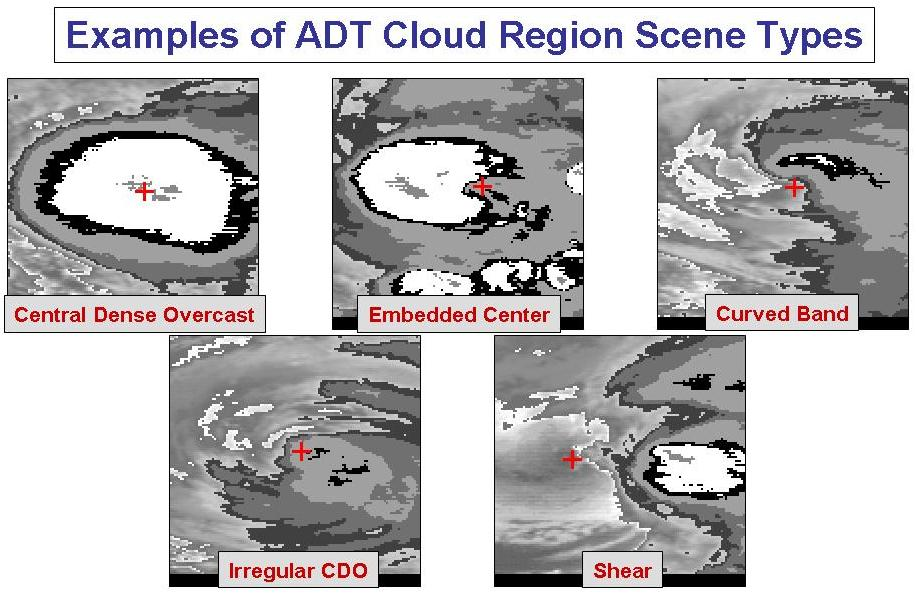 Examples of ADT Cloud Region Scene Types
Central Dense Overcast
Embedded Center
Curved Band
Irregular CDO
Shear